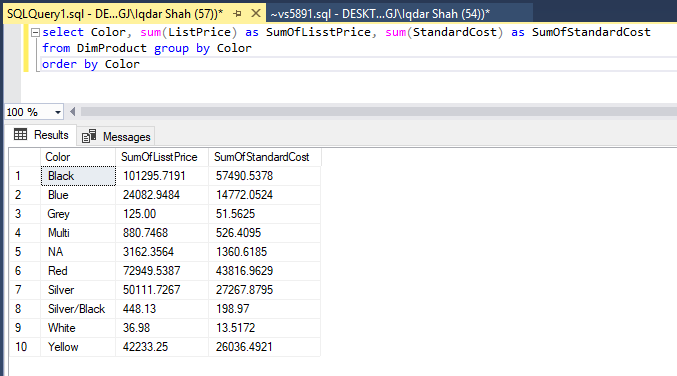 SQLQuery1.sql - DE...GJ\Iqdar Shah (57))* ~vs5891.sql - DESKT...GJ\Iqdar Shah (54))*
select Color, sum(ListPrice) as SumOfLisstPrice, sum(StandardCost) as SumOfStandardCost
from DimProduct group by Color
order by Color
100 %
Results Messages
Color SumOfLisstPrice SumOfStandardCost
1 Black 101295.7191 57490.5378
2 Blue 24082.9484 14772.0524
3 Grey 125.00 51.5625
4 Multi 880.7468 526.4095
5 NA 3162.3564 1360.6185
6 Red 72949.5387 43816.9629
7 Silver 50111.7267 27267.8795
8 Silver/Black 448.13 198.97
9 White 36.98 13.5172
10 Yellow 42233.25 26036.4921